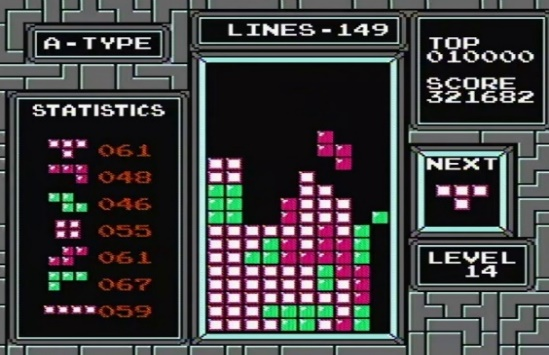 A-TYPE
LINES-149
TOP
010000
SCORE
321682
STATISTICS
061
048
046
055
061
067
059
NEXT
LEVEL
14